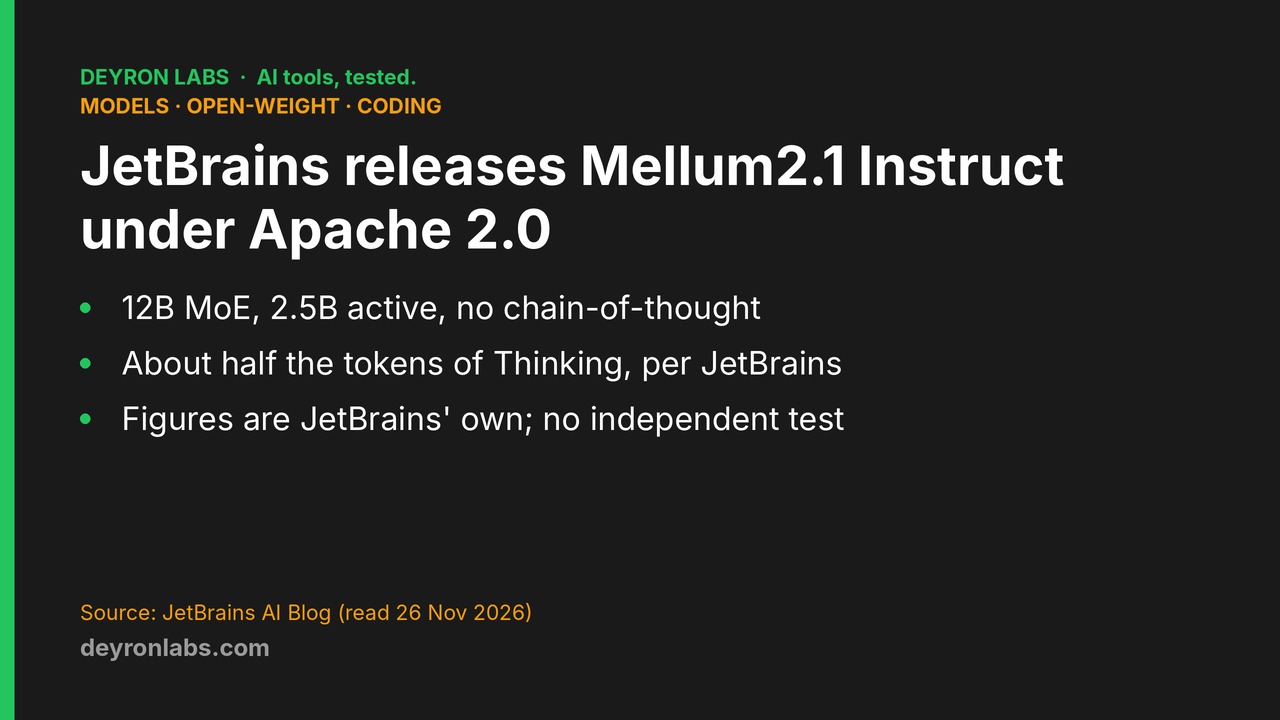 DEYRON LABS · AI tools, tested.
MODELS · OPEN-WEIGHT · CODING
JetBrains releases Mellum2.1 Instruct
under Apache 2.0
• 12B MoE, 2.5B active, no chain-of-thought
• About half the tokens of Thinking, per JetBrains
• Figures are JetBrains' own; no independent test
Source: JetBrains AI Blog (read 26 Nov 2026)
deyronlabs.com